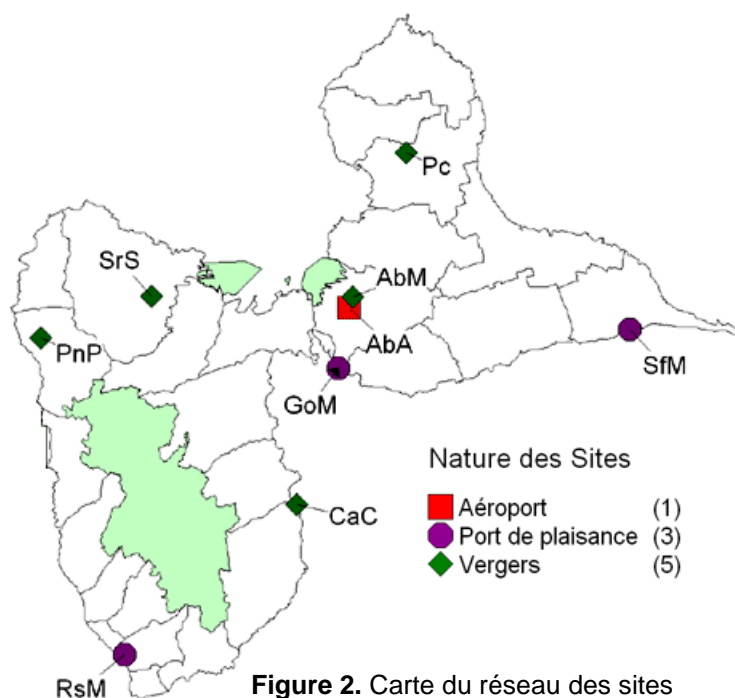 Pc
SrS
AbM
PnP
AbA
SfM
GoM
Nature des Sites
Aéroport (1)
Port de plaisance (3)
Vergers (5)
CaC
RsM
Figure 2. Carte du réseau des sites